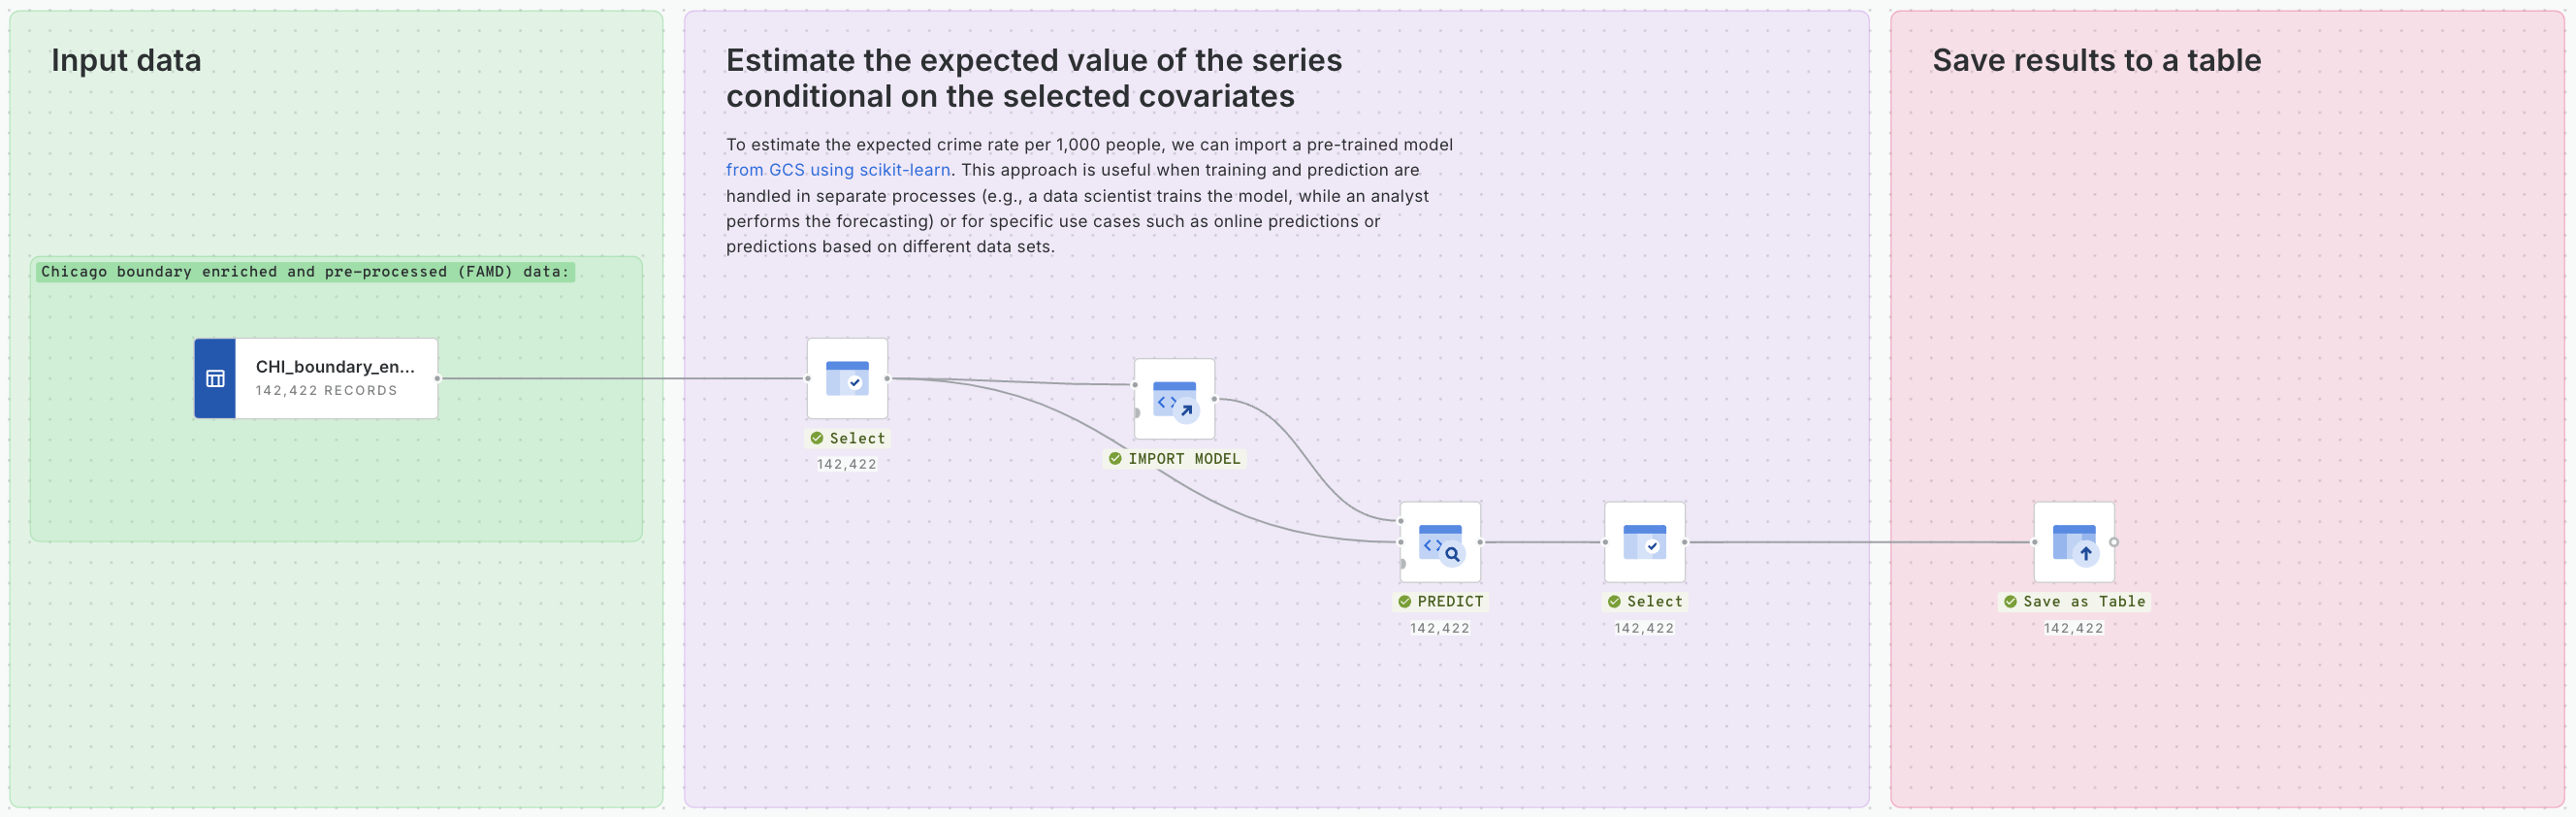 Input data
Chicago boundary enriched and pre-processed (FAMD) data:
CHI_boundary_en...
142,422 RECORDS
Estimate the expected value of the series
conditional on the selected covariates
To estimate the expected crime rate per 1,000 people, we can import a pre-trained model
from GCS using scikit-learn. This approach is useful when training and prediction are
handled in separate processes (e.g., a data scientist trains the model, while an analyst
performs the forecasting) or for specific use cases such as online predictions or
predictions based on different data sets.
Select
142,422
IMPORT MODEL
PREDICT
142,422
Select
142,422
Save results to a table
Save as Table
142,422